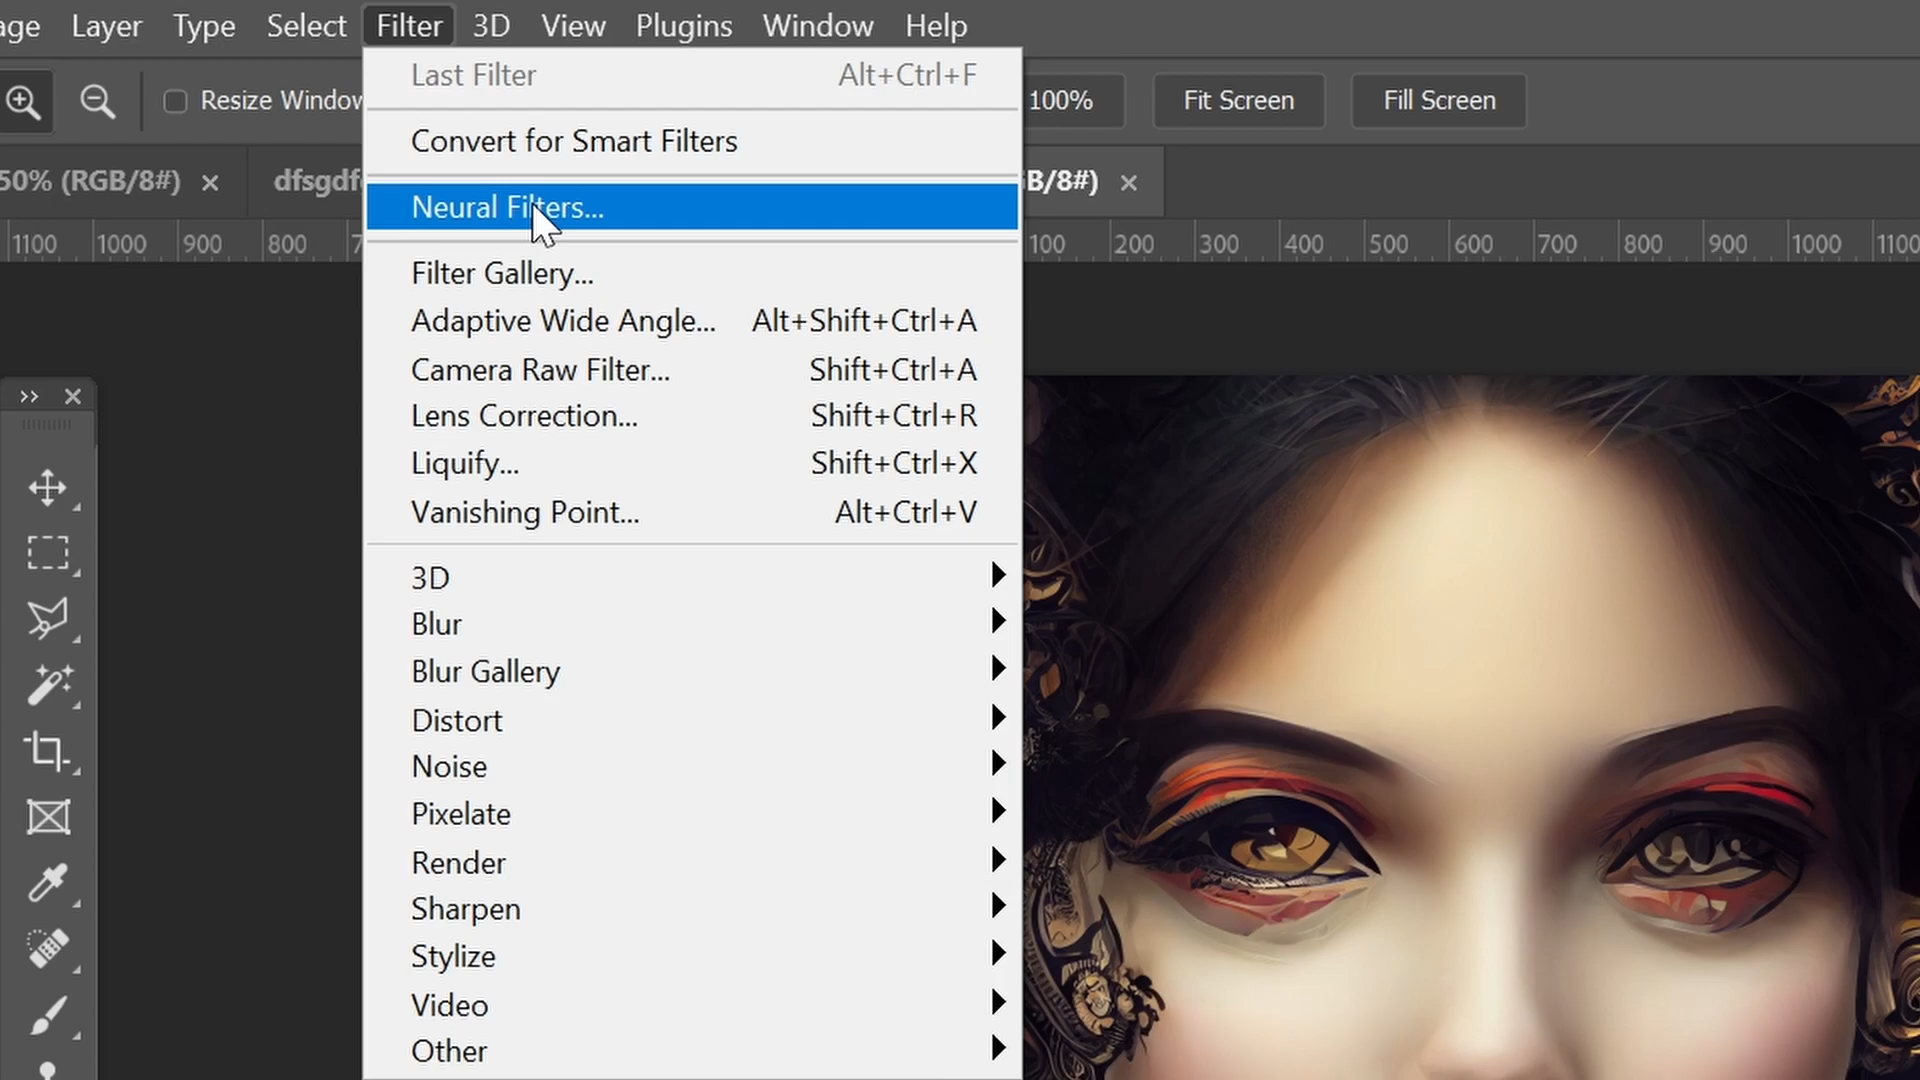 age Layer Type Select Filter 3D View Plugins Window Help
Resize Window 100% Fit Screen Fill Screen
50% (RGB/8#) dfsgdf B/8#)
1100 1000 900 800 7 100 200 300 400 500 600 700 800 900 1000 1100
Last Filter Alt+Ctrl+F
Convert for Smart Filters
Neural Filters...
Filter Gallery...
Adaptive Wide Angle... Alt+Shift+Ctrl+A
Camera Raw Filter... Shift+Ctrl+A
Lens Correction... Shift+Ctrl+R
Liquify... Shift+Ctrl+X
Vanishing Point... Alt+Ctrl+V
3D
Blur
Blur Gallery
Distort
Noise
Pixelate
Render
Sharpen
Stylize
Video
Other